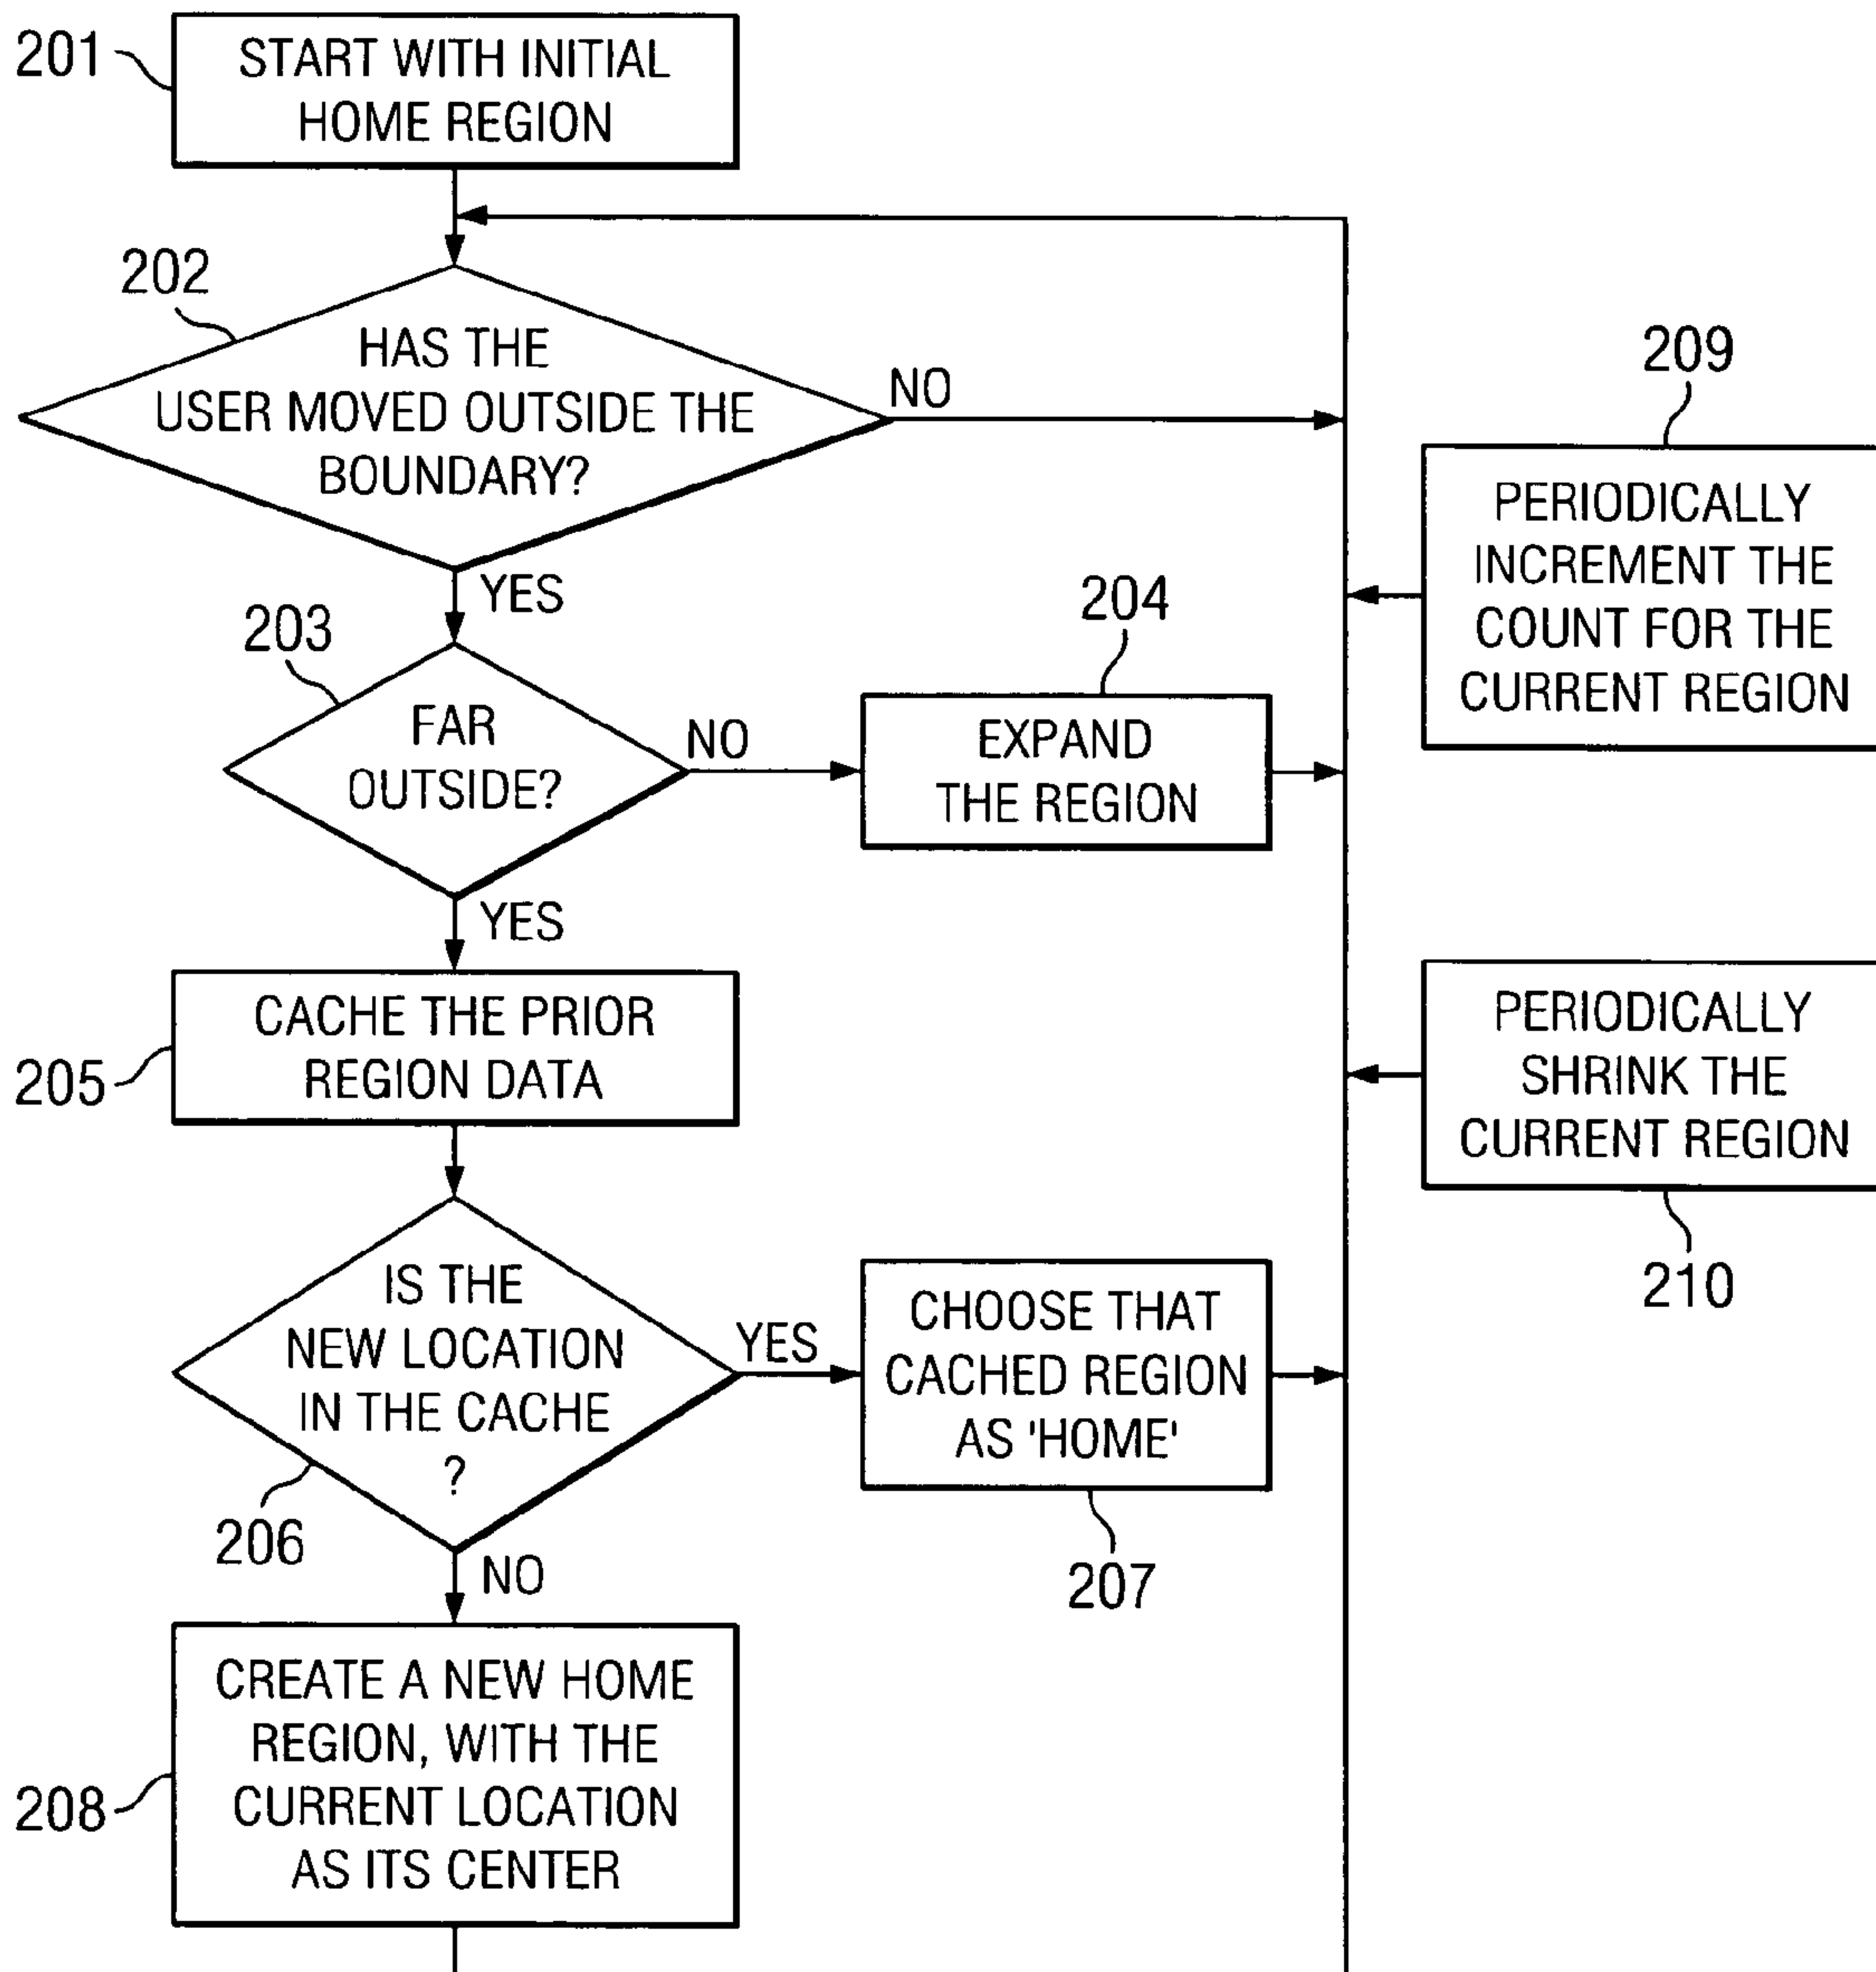 201
START WITH INITIAL
HOME REGION
202
HAS THE
USER MOVED OUTSIDE THE
BOUNDARY?
NO
YES
209
PERIODICALLY
INCREMENT THE
COUNT FOR THE
CURRENT REGION
203
FAR
OUTSIDE?
NO
YES
204
EXPAND
THE REGION
205
CACHE THE PRIOR
REGION DATA
PERIODICALLY
SHRINK THE
CURRENT REGION
210
206
IS THE
NEW LOCATION
IN THE CACHE
?
YES
NO
CHOOSE THAT
CACHED REGION
AS 'HOME'
207
208
CREATE A NEW HOME
REGION, WITH THE
CURRENT LOCATION
AS ITS CENTER